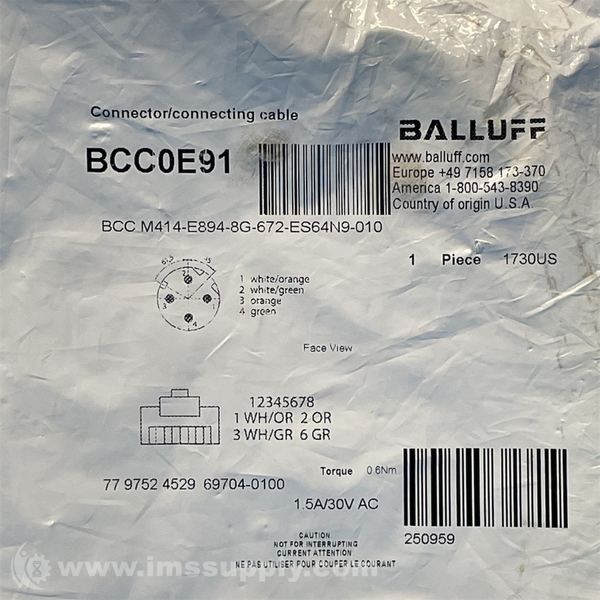 Connector/connecting cable
BALLUFF
BCC0E91
www.balluff.com
Europe +49 7158 173-370
America 1-800-543-8390
Country of origin U.S.A.
BCC M414-E894-8G-672-ES64N9-010
1 Piece 1730US
1 white/orange
2 white/green
3 orange
4 green
Face View
12345678
1 WH/OR 2 OR
3 WH/GR 6 GR
Torque 0.6Nm
77 9752 4529 69704-0100
1.5A/30V AC
250959
CAUTION
NOT FOR INTERRUPTING
CURRENT ATTENTION
NE PAS UTILISER POUR COUPER LE COURANT
www.imssupply.com